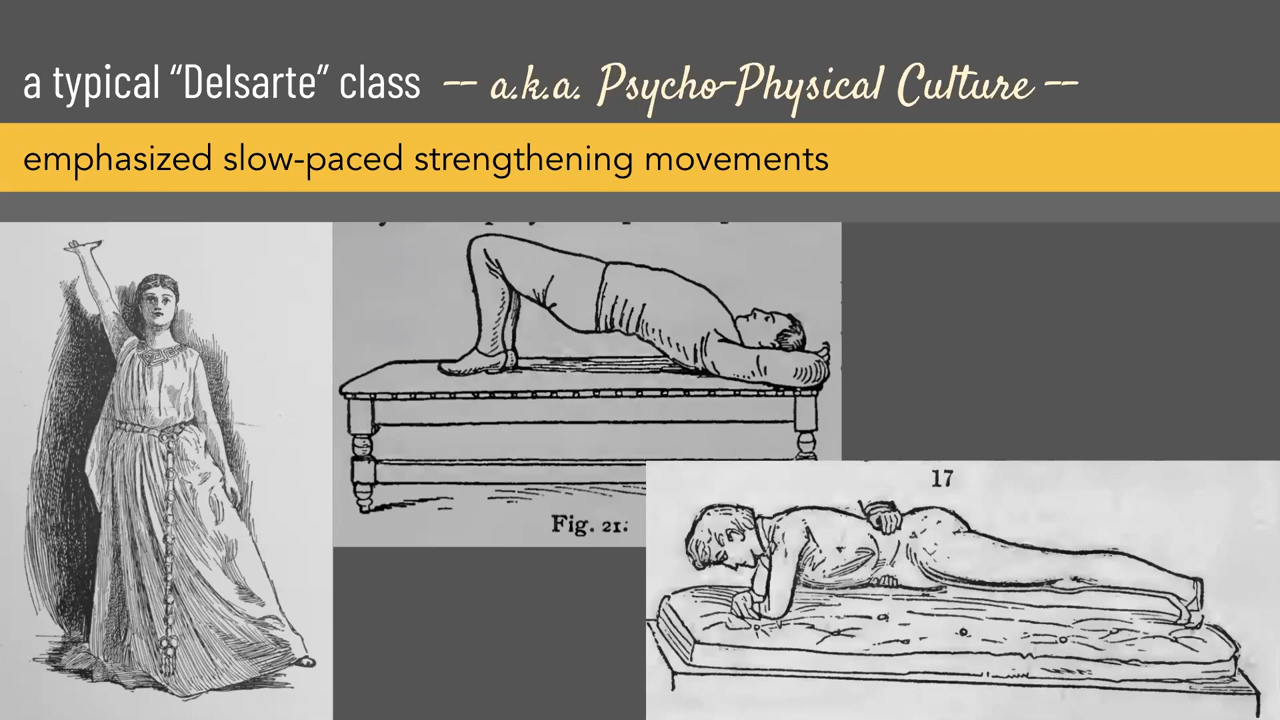 a typical “Delsarte” class -- a.k.a. Psycho-Physical Culture --
emphasized slow-paced strengthening movements
Fig. 21.
17